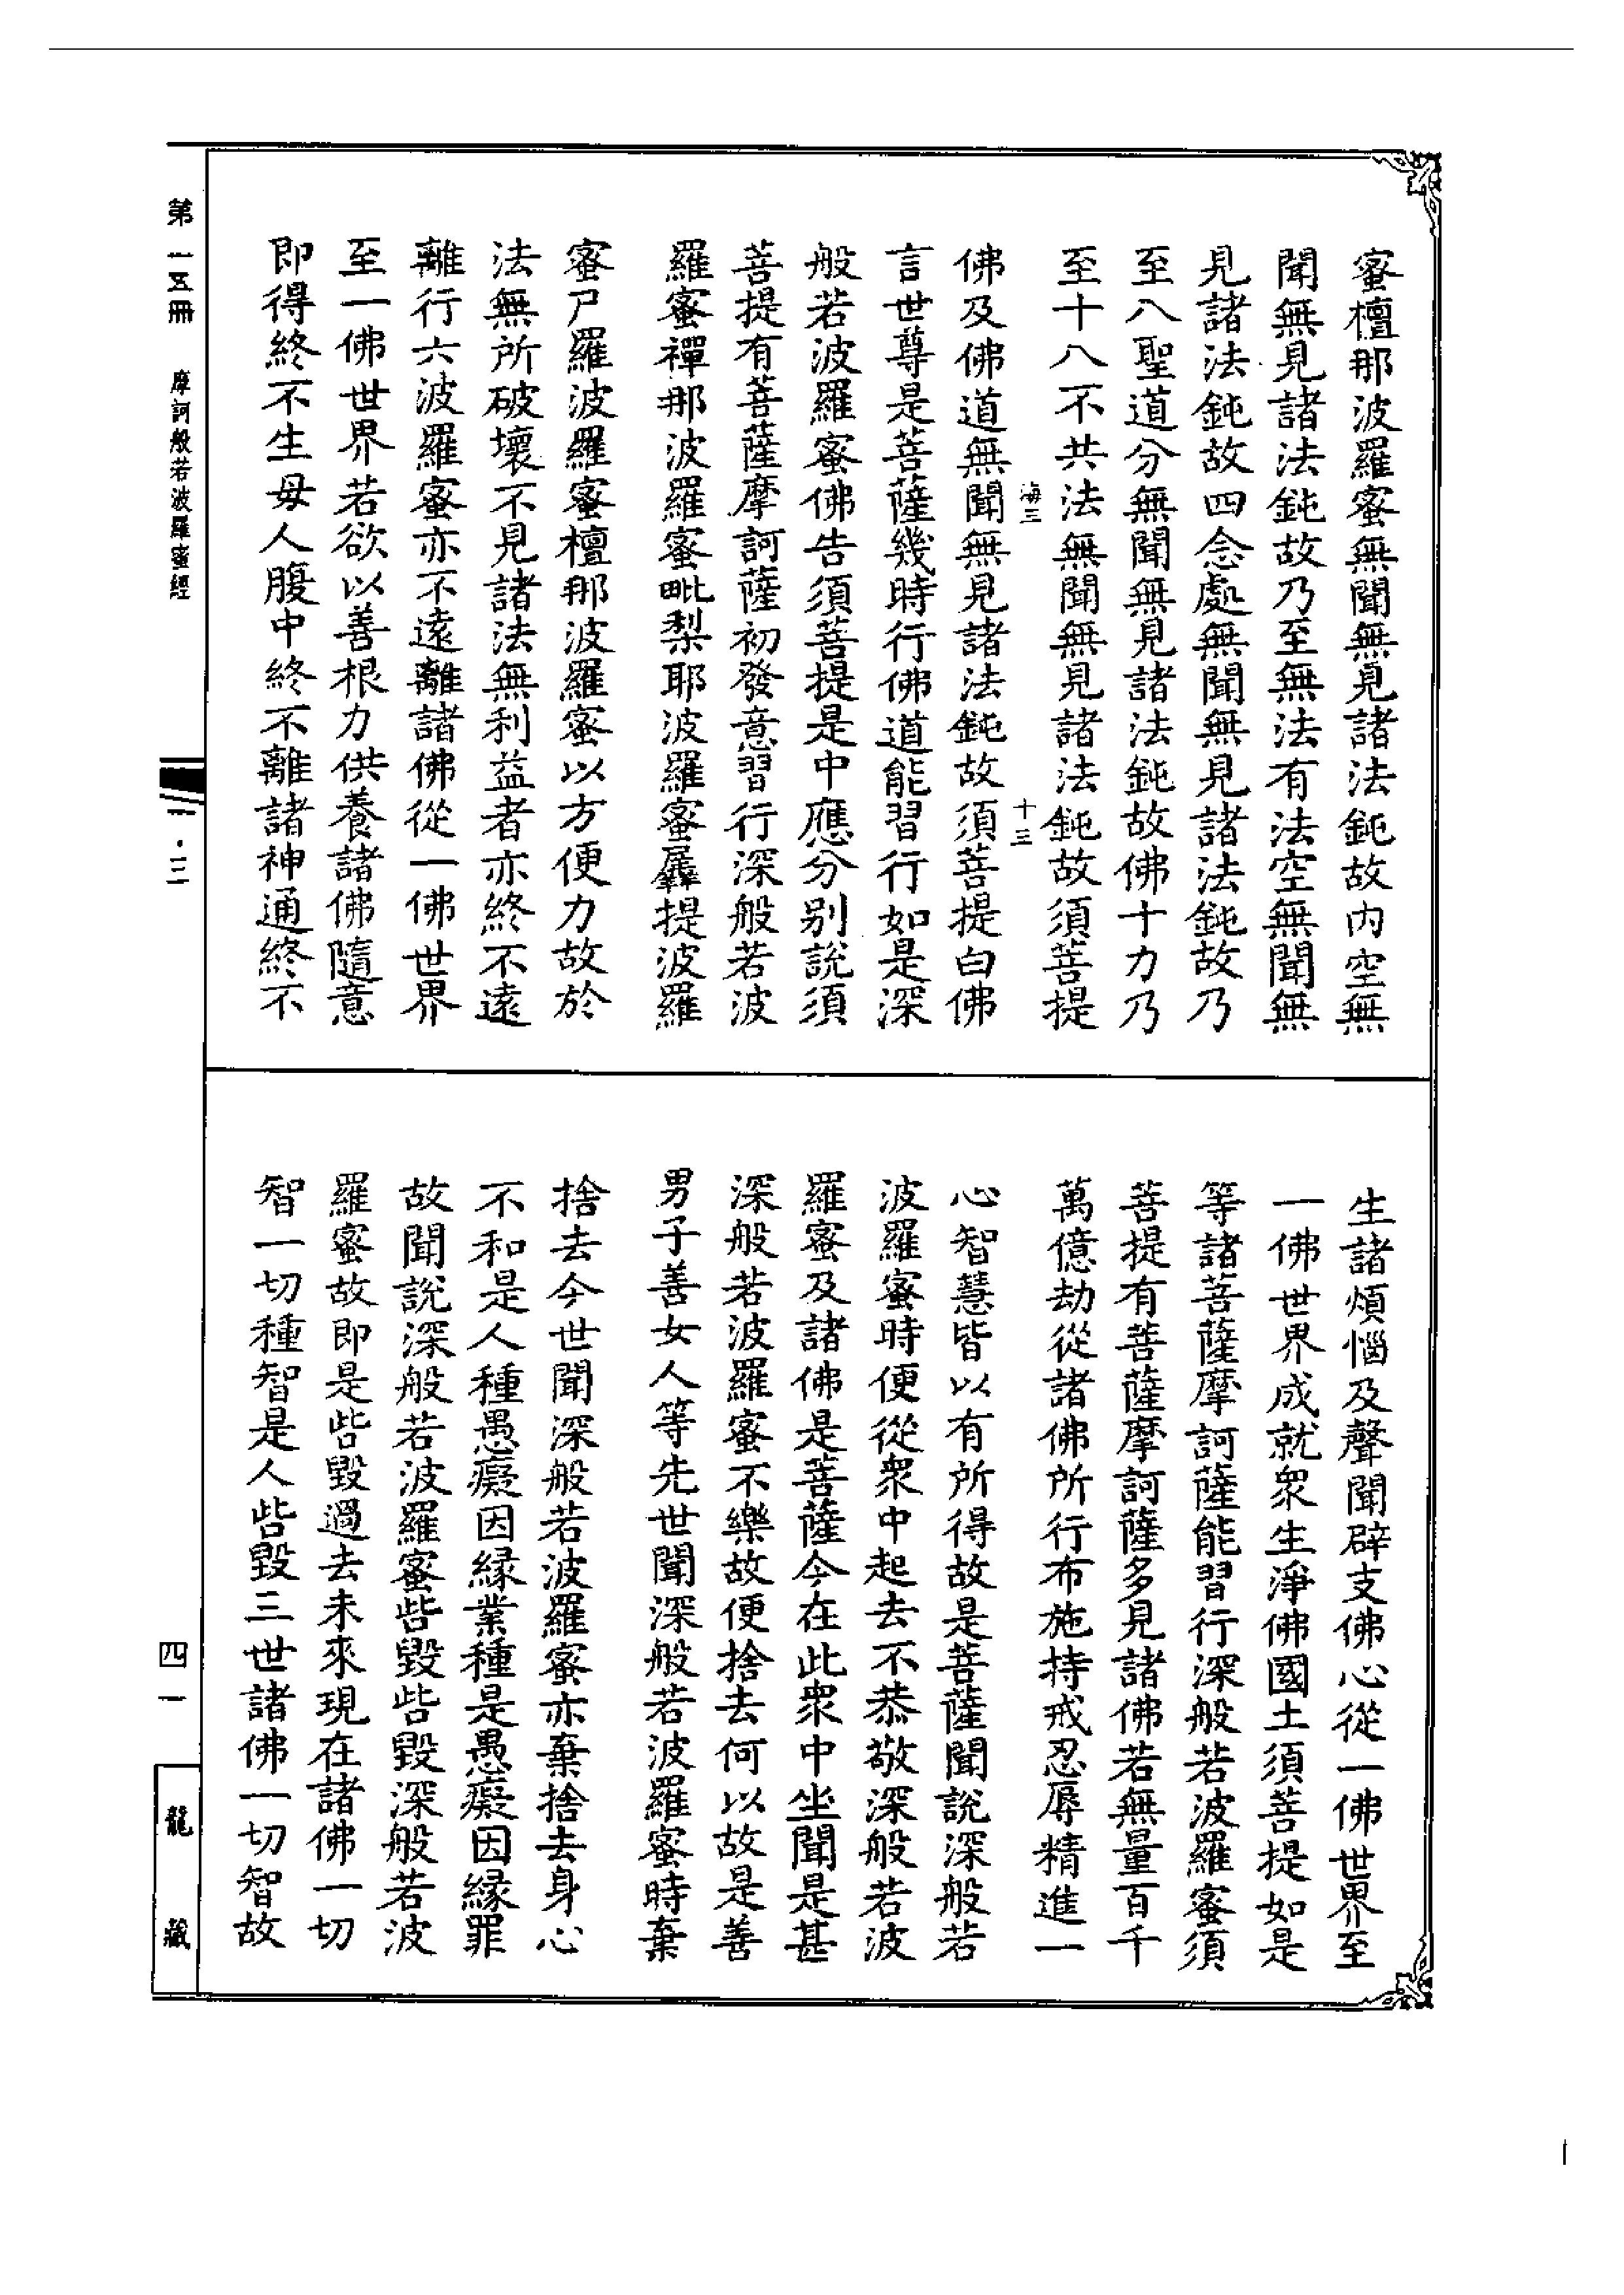 蜜檀那波羅蜜無聞無見諸法鈍故内空無
聞無見諸法鈍故乃至無法有法空無聞無
見諸法鈍故四念處無聞無見諸法鈍故乃
至八聖道分無聞無見諸法鈍故佛十力乃
至十八不共法無聞無見諸法鈍故須菩提
海三 十三
佛及佛道無聞無見諸法鈍故須菩提白佛
言世尊是菩薩幾時行佛道能習行如是深
般若波羅蜜佛告須菩提是中應分别說須
菩提有菩薩摩訶薩初發意習行深般若波
羅蜜禪那波羅蜜毗梨耶波羅蜜羼提波羅
蜜尸羅波羅蜜檀那波羅蜜以方便力故於
法無所破壞不見諸法無利益者亦終不遠
離行六波羅蜜亦不遠離諸佛從一佛世界
至一佛世界若欲以善根力供養諸佛隨意
即得終不生母人腹中終不離諸神通終不
生諸煩惱及聲聞辟支佛心從一佛世界至
一佛世界成就衆生淨佛國土須菩提如是
等諸菩薩摩訶薩能習行深般若波羅蜜須
菩提有菩薩摩訶薩多見諸佛若無量百千
萬億劫從諸佛所行布施持戒忍辱精進一
心智慧皆以有所得故是菩薩聞說深般若
波羅蜜時便從衆中起去不恭敬深般若波
羅蜜及諸佛是菩薩今在此衆中坐聞是甚
深般若波羅蜜不樂故便捨去何以故是善
男子善女人等先世聞深般若波羅蜜時棄
捨去今世聞深般若波羅蜜亦棄捨去身心
不和是人種愚癡因縁業種是愚癡因縁罪
故聞說深般若波羅蜜呰毀呰毀深般若波
羅蜜故即是呰毀過去未來現在諸佛一切
智一切種智是人呰毀三世諸佛一切智故
第一五冊 摩訶般若波羅蜜經
四一
龍藏